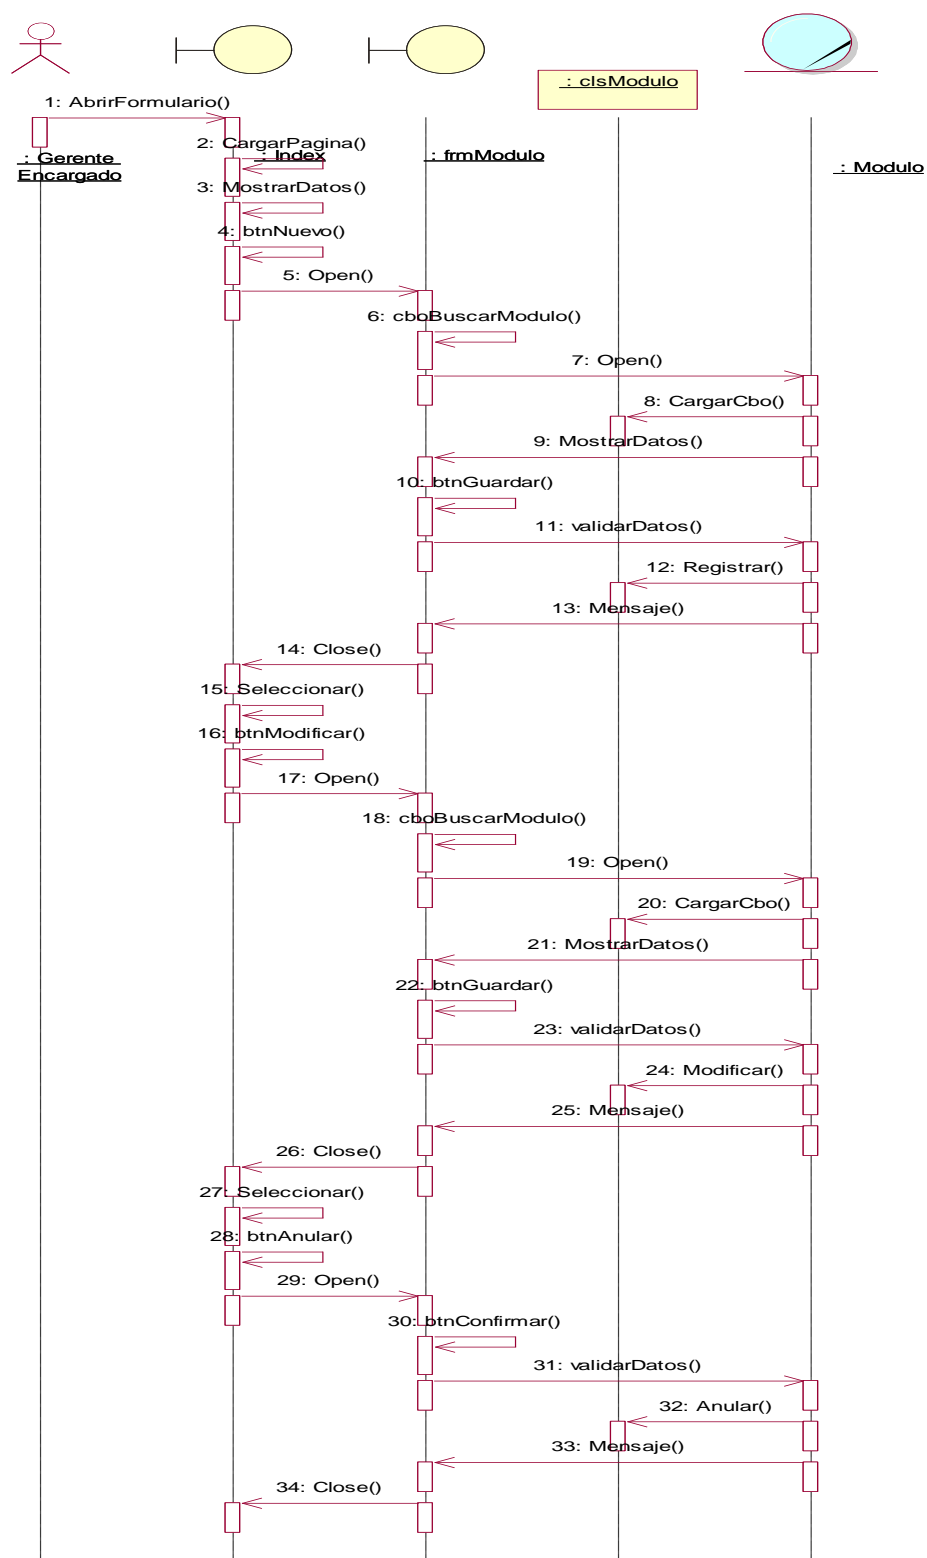 : clsModulo
1: AbrirFormulario()
2: CargarPagina()
: Gerente
Encargado
: Index
: frmModulo
: Modulo
3: MostrarDatos()
4: btnNuevo()
5: Open()
6: cboBuscarModulo()
7: Open()
8: CargarCbo()
9: MostrarDatos()
10: btnGuardar()
11: validarDatos()
12: Registrar()
13: Mensaje()
14: Close()
15: Seleccionar()
16: btnModificar()
17: Open()
18: cboBuscarModulo()
19: Open()
20: CargarCbo()
21: MostrarDatos()
22: btnGuardar()
23: validarDatos()
24: Modificar()
25: Mensaje()
26: Close()
27: Seleccionar()
28: btnAnular()
29: Open()
30: btnConfirmar()
31: validarDatos()
32: Anular()
33: Mensaje()
34: Close()